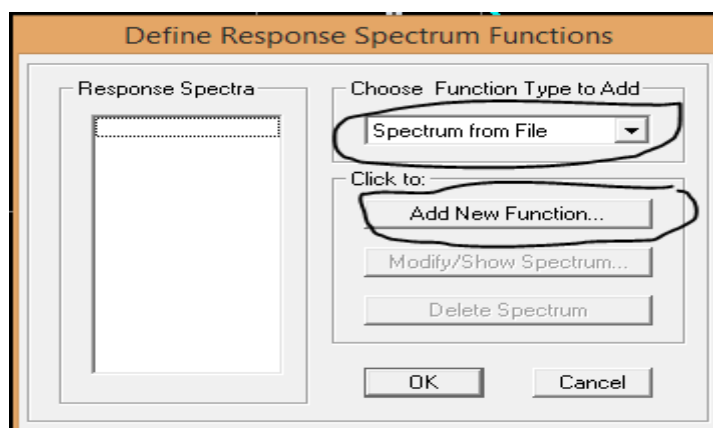 Define Response Spectrum Functions
Response Spectra
Choose Function Type to Add
Spectrum from File
Click to:
Add New Function...
Modify/Show Spectrum...
Delete Spectrum
OK
Cancel